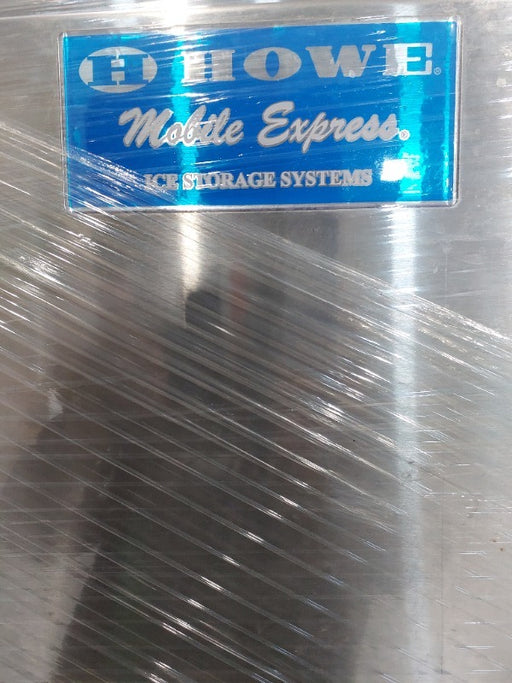 H HOWE®
Mobile Express®
ICE STORAGE SYSTEMS